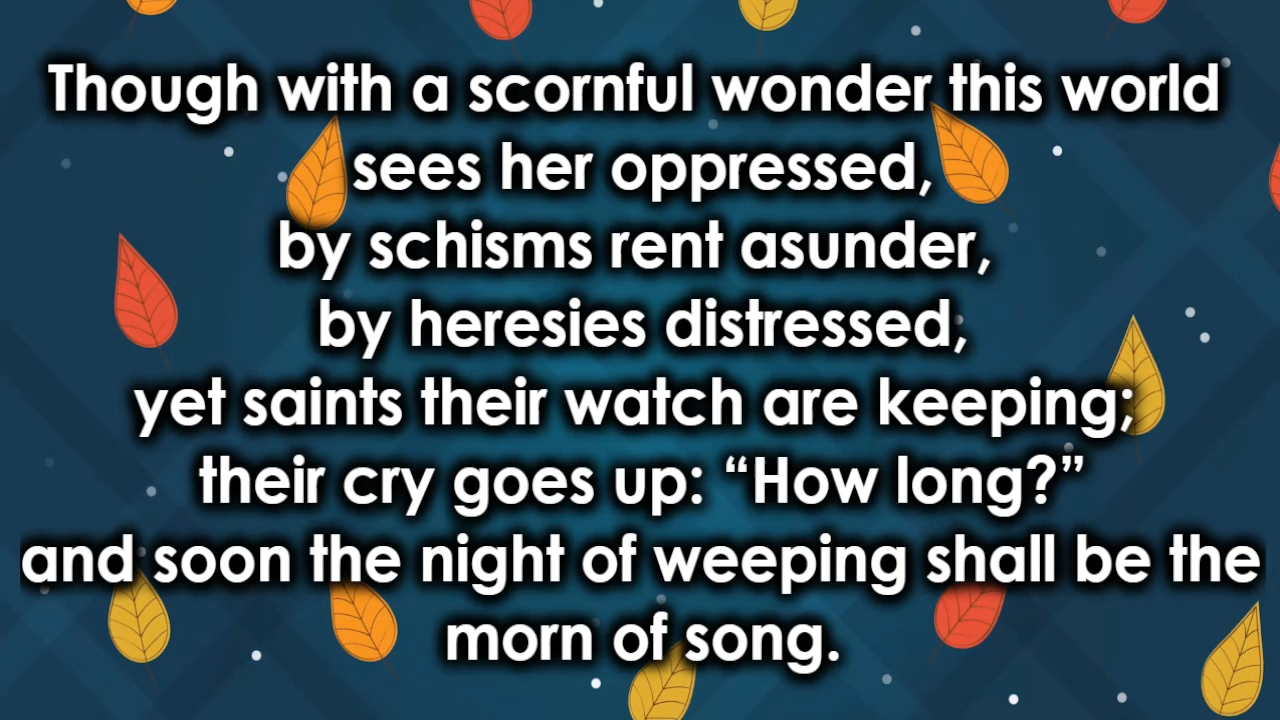 Though with a scornful wonder this world
sees her oppressed,
by schisms rent asunder,
by heresies distressed,
yet saints their watch are keeping;
their cry goes up: “How long?”
and soon the night of weeping shall be the
morn of song.